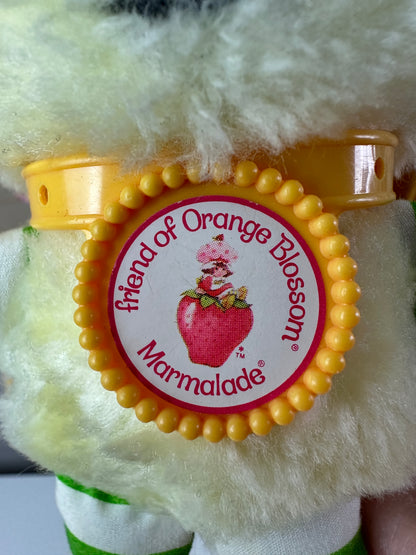 friend of Orange Blossom®
Marmalade®
™